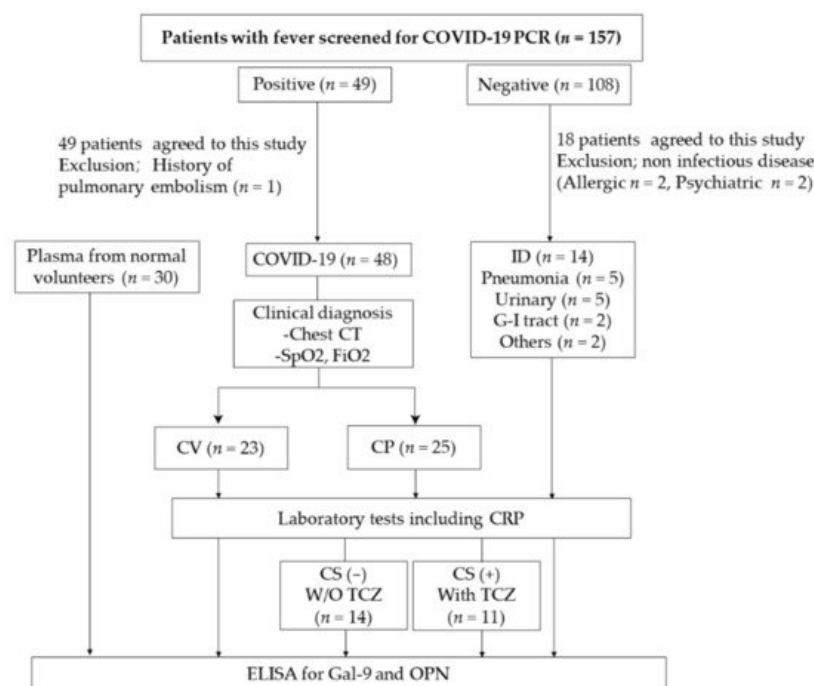 Patients with fever screened for COVID-19 PCR (n = 157)
Positive (n = 49)
Negative (n = 108)
49 patients agreed to this study
Exclusion; History of
pulmonary embolism (n = 1)
18 patients agreed to this study
Exclusion; non infectious disease
(Allergic n = 2, Psychiatric n = 2)
Plasma from normal
volunteers (n = 30)
COVID-19 (n = 48)
ID (n = 14)
Pneumonia (n = 5)
Urinary (n = 5)
G-I tract (n = 2)
Others (n = 2)
Clinical diagnosis
-Chest CT
-SpO2, FiO2
CV (n = 23)
CP (n = 25)
Laboratory tests including CRP
CS (−)
W/O TCZ
(n = 14)
CS (+)
With TCZ
(n = 11)
ELISA for Gal-9 and OPN